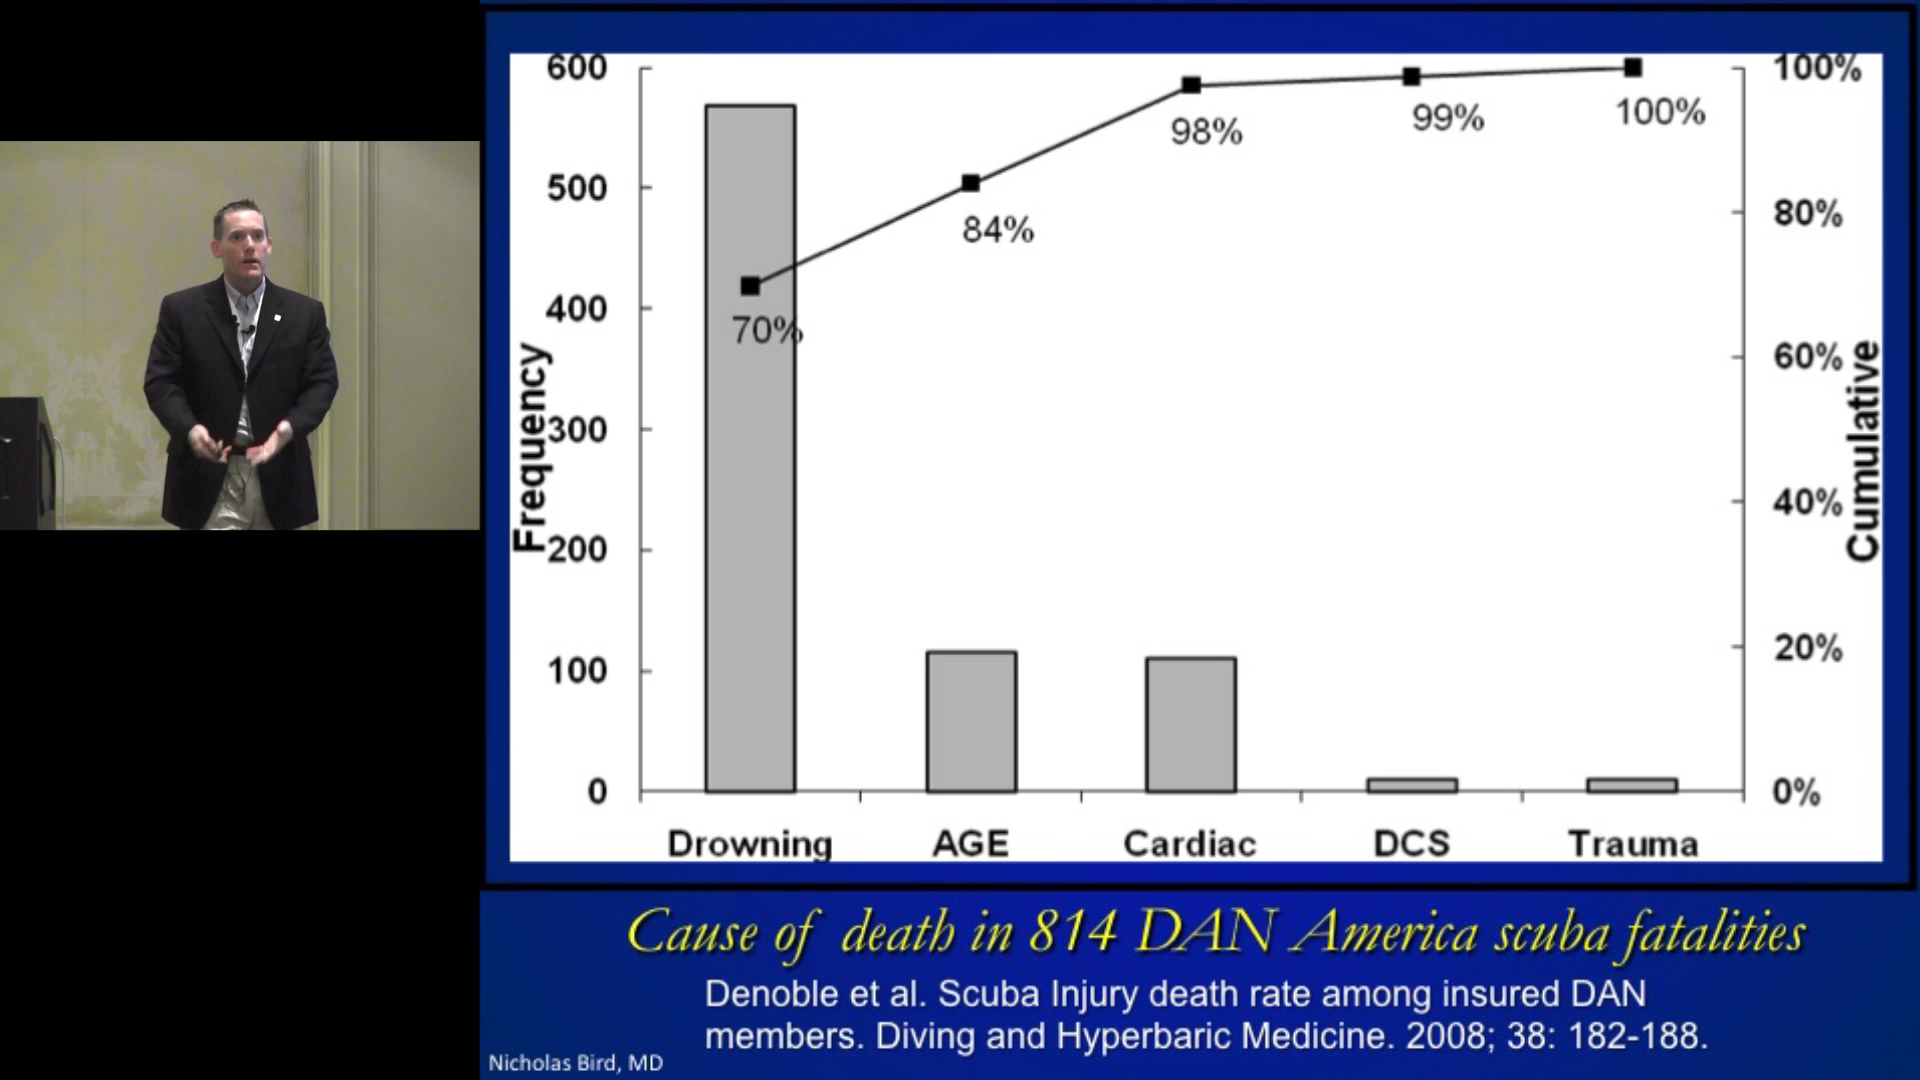 600
500
400
300
200
100
0
Frequency
100%
80%
60%
40%
20%
0%
Cumulative
70%
84%
98%
99%
100%
Drowning AGE Cardiac DCS Trauma
Cause of death in 814 DAN America scuba fatalities
Denoble et al. Scuba Injury death rate among insured DAN
members. Diving and Hyperbaric Medicine. 2008; 38: 182-188.
Nicholas Bird, MD